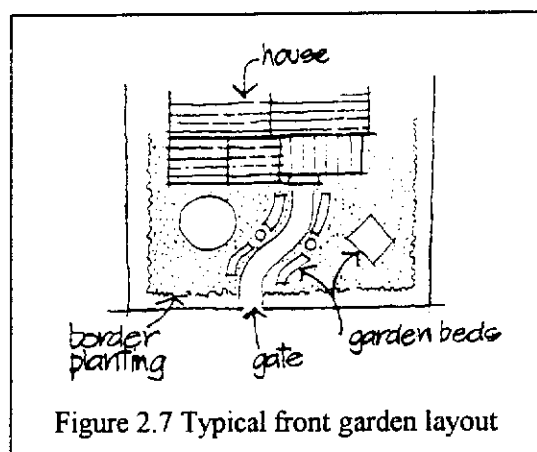 house
border
planting
gate
garden beds
Figure 2.7 Typical front garden layout